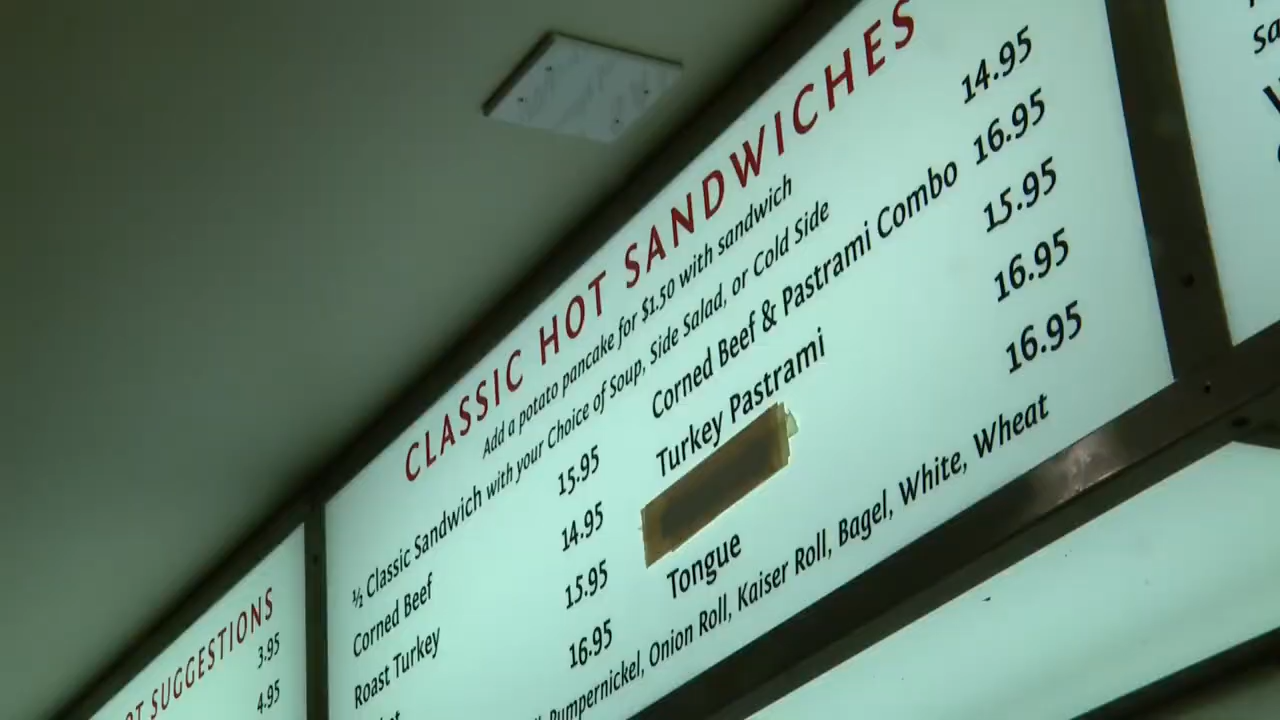 CLASSIC HOT SANDWICHES
Add a potato pancake for $1.50 with sandwich
½ Classic Sandwich with your Choice of Soup, Side Salad, or Cold Side 14.95
Corned Beef 15.95 Corned Beef & Pastrami Combo 16.95
Roast Turkey 14.95 Turkey Pastrami 15.95
15.95 16.95
16.95 Tongue 16.95
Pumpernickel, Onion Roll, Kaiser Roll, Bagel, White, Wheat
SUGGESTIONS
3.95
4.95